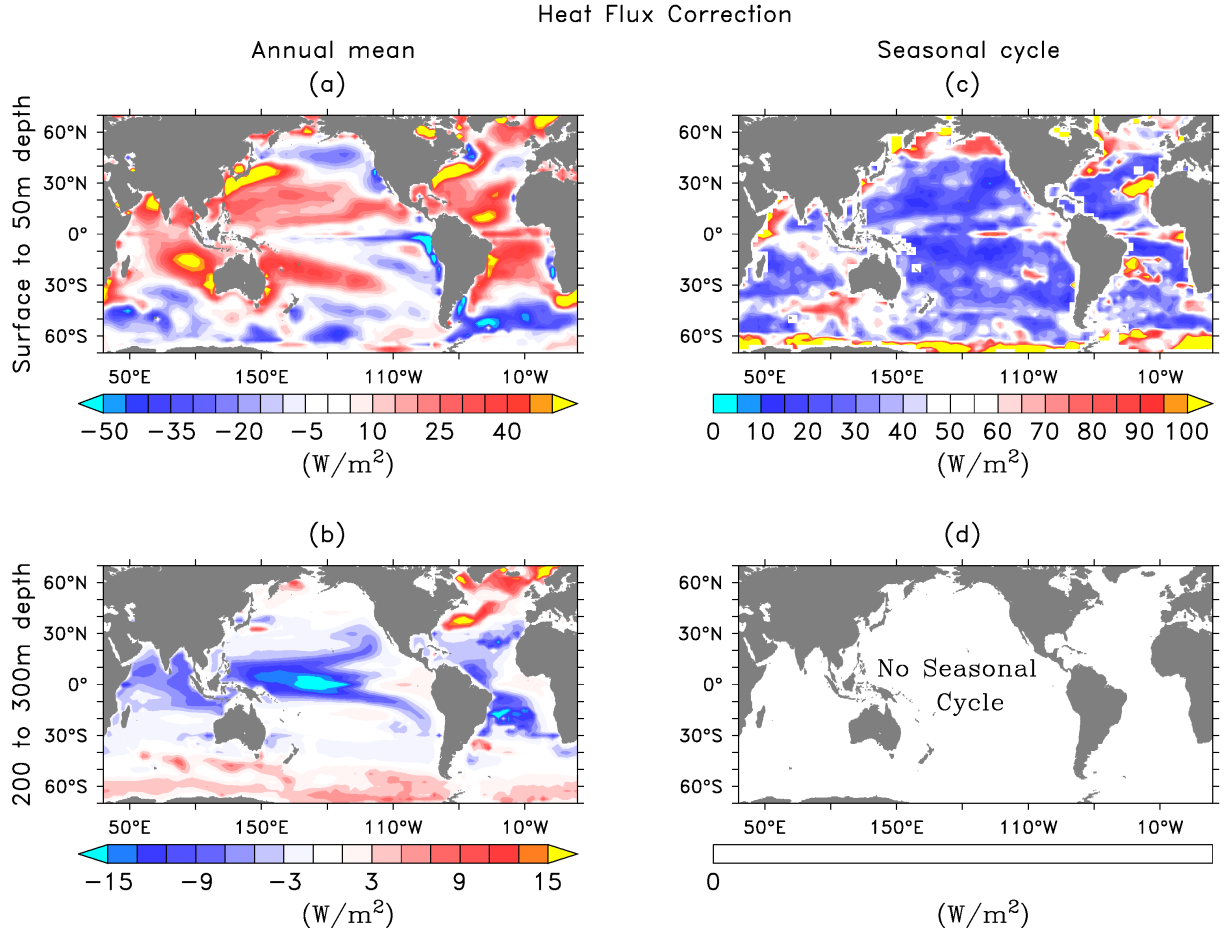 Heat Flux Correction
Annual mean
Seasonal cycle
(a)
(c)
Surface to 50m depth
60°N
30°N
0°
30°S
60°S
50°E 150°E 110°W 10°W
−50 −35 −20 −5 10 25 40
(W/m²)
60°N
30°N
0°
30°S
60°S
50°E 150°E 110°W 10°W
0 10 20 30 40 50 60 70 80 90 100
(W/m²)
(b)
(d)
200 to 300m depth
60°N
30°N
0°
30°S
60°S
50°E 150°E 110°W 10°W
−15 −9 −3 3 9 15
(W/m²)
60°N
30°N
0°
30°S
60°S
No Seasonal
Cycle
50°E 150°E 110°W 10°W
0
(W/m²)